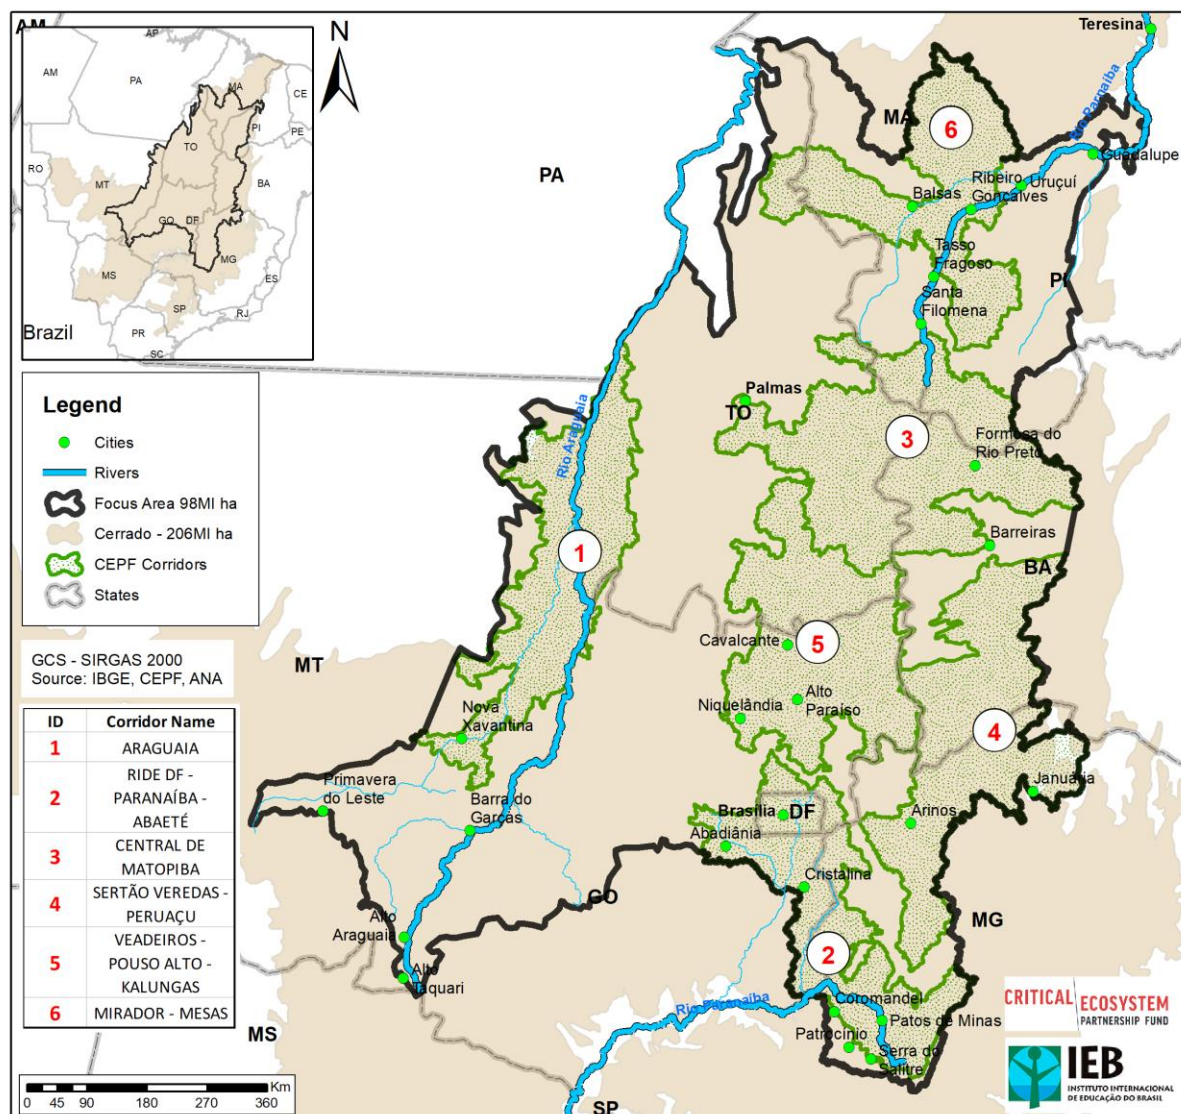 AM
N
AP
AM
PA
MA
CE
PI
PE
TO
RO
MT
BA
GO
DF
MG
MS
ES
SP
RJ
PR
SC
Brazil
Teresina
Rio Parnaíba
MA
6
Guadalupe
PA
Ribeiro
Gonçalves
Uruçuí
Balsas
Tasso
Fragoso
PI
Santa
Filomena
Palmas
TO
Rio Araguaia
3
Formosa do
Rio Preto
Barreiras
BA
1
Cavalcante
5
MT
Niquelândia
Alto
Paraíso
Nova
Xavantina
4
Januária
Primavera
do Leste
Barra do
Garças
Brasília
DF
Arinos
Abadiânia
Cristalina
GO
MG
Alto
Araguaia
2
Alto
Taquari
Rio Paranaiba
Coromandel
Patos de Minas
Patrocínio
Serra do
Salitre
MS
SP
Legend
Cities
Rivers
Focus Area 98MI ha
Cerrado - 206MI ha
CEPF Corridors
States
GCS - SIRGAS 2000
Source: IBGE, CEPF, ANA
ID Corridor Name
1 ARAGUAIA
2 RIDE DF -
PARANAÍBA -
ABAETÉ
3 CENTRAL DE
MATOPIBA
4 SERTÃO VEREDAS -
PERUAÇU
5 VEADEIROS -
POUSO ALTO -
KALUNGAS
6 MIRADOR - MESAS
Km
0 45 90 180 270 360
CRITICAL ECOSYSTEM
PARTNERSHIP FUND
IEB
INSTITUTO INTERNACIONAL
DE EDUCAÇÃO DO BRASIL